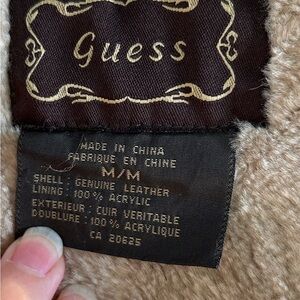 Guess
MADE IN CHINA
FABRIQUE EN CHINE
M/M
SHELL: GENUINE LEATHER
LINING: 100% ACRYLIC
EXTERIEUR: CUIR VERITABLE
DOUBLURE: 100% ACRYLIQUE
CA 20625